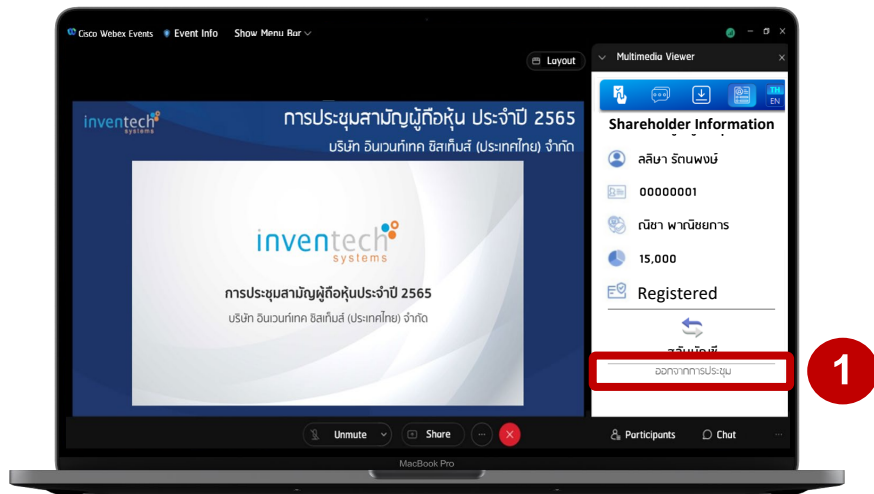 Cisco Webex Events
Event Info
Show Menu Bar
Layout
Multimedia Viewer
TH
EN
inventech
systems
การประชุมสามัญผู้ถือหุ้น ประจำปี 2565
บริษัท อินเวนท์เทค ซิสเท็มส์ (ประเทศไทย) จำกัด
inventech
systems
การประชุมสามัญผู้ถือหุ้นประจำปี 2565
บริษัท อินเวนท์เทค ซิสเท็มส์ (ประเทศไทย) จำกัด
Shareholder Information
ลลิษา รัตนพงษ์
00000001
ณิชา พาณิชยการ
15,000
Registered
สลับบัญชี
ออกจากการประชุม
1
Unmute
Share
Participants
Chat
MacBook Pro